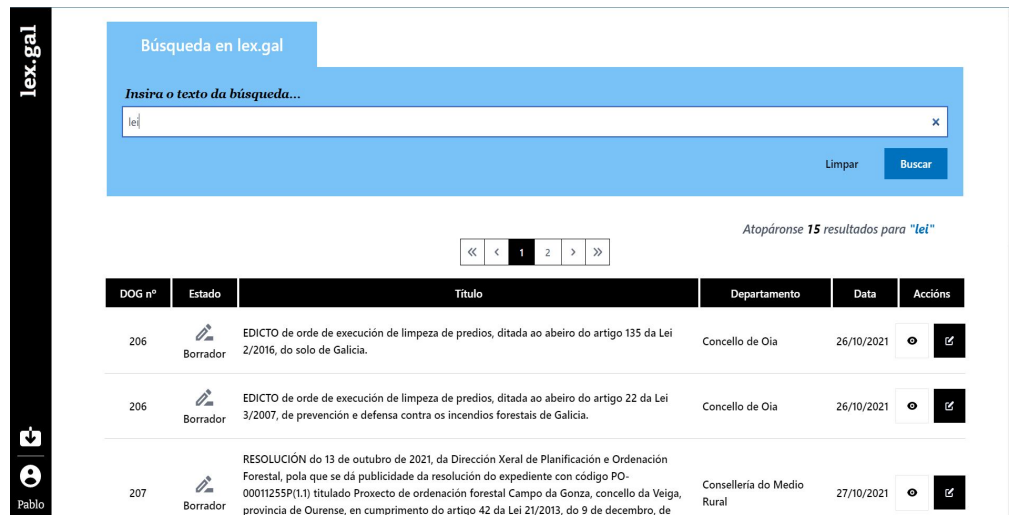 lex.gal
Búsqueda en lex.gal
Insira o texto da búsqueda...
lei
Limpar
Buscar
Atopáronse 15 resultados para "lei"
1 2
DOG nº Estado Título Departamento Data Accións
206
Borrador
EDICTO de orde de execución de limpeza de predios, ditada ao abeiro do artigo 135 da Lei
2/2016, do solo de Galicia.
Concello de Oia
26/10/2021
206
Borrador
EDICTO de orde de execución de limpeza de predios, ditada ao abeiro do artigo 22 da Lei
3/2007, de prevención e defensa contra os incendios forestais de Galicia.
Concello de Oia
26/10/2021
207
Borrador
RESOLUCIÓN do 13 de outubro de 2021, da Dirección Xeral de Planificación e Ordenación
Forestal, pola que se dá publicidade da resolución do expediente con código PO-
00011255P(1.1) titulado Proxecto de ordenación forestal Campo da Gonza, concello da Veiga,
provincia de Ourense, en cumprimento do artigo 42 da Lei 21/2013, do 9 de decembro, de
Consellería do Medio
Rural
27/10/2021
Pablo